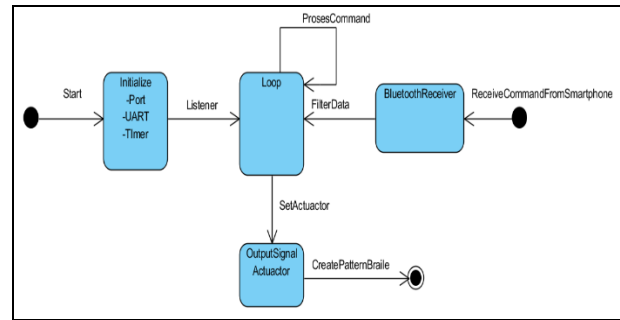 ProsesCommand
Start
Initialize
-Port
-UART
-TImer
Listener
Loop
FilterData
BluetoothReceiver
ReceiveCommandFromSmartphone
SetActuactor
OutputSignal
Actuactor
CreatePatternBraile